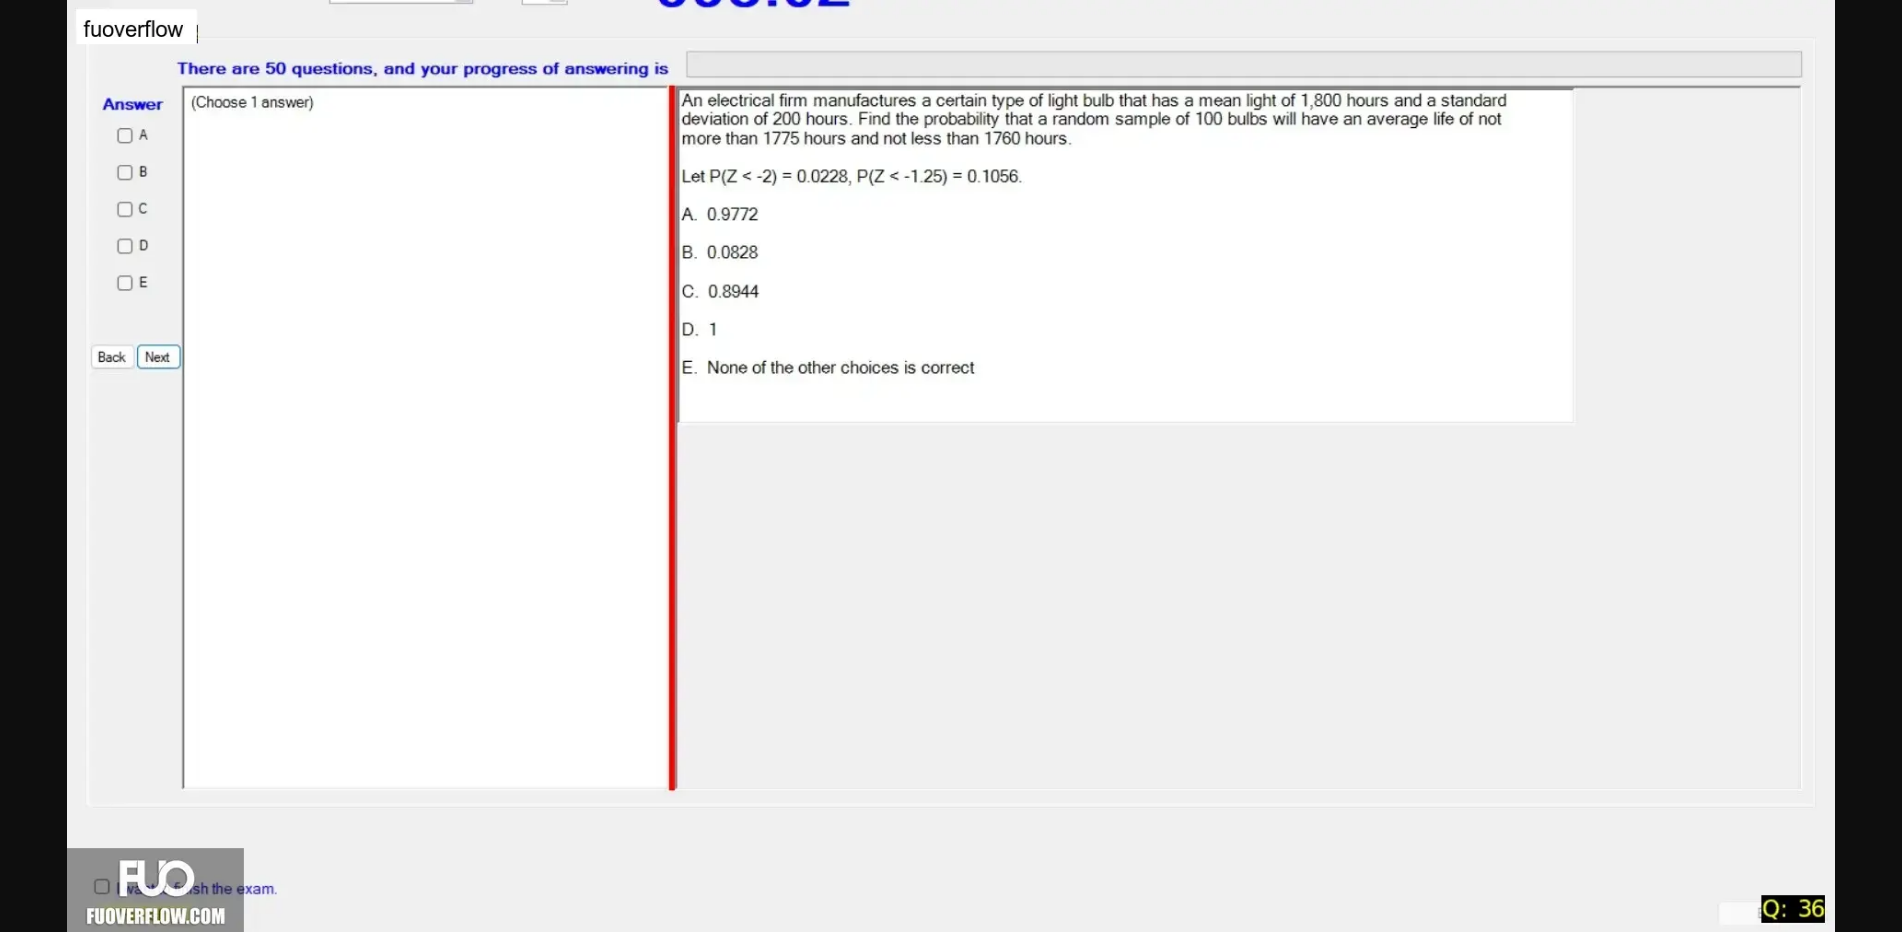 fuoverflow
There are 50 questions, and your progress of answering is
Answer
(Choose 1 answer)
A
B
C
D
E
Back Next
An electrical firm manufactures a certain type of light bulb that has a mean light of 1,800 hours and a standard
deviation of 200 hours. Find the probability that a random sample of 100 bulbs will have an average life of not
more than 1775 hours and not less than 1760 hours.
Let P(Z < -2) = 0.0228, P(Z < -1.25) = 0.1056.
A. 0.9772
B. 0.0828
C. 0.8944
D. 1
E. None of the other choices is correct
FUO
the exam.
FUOVERFLOW.COM
Q: 36